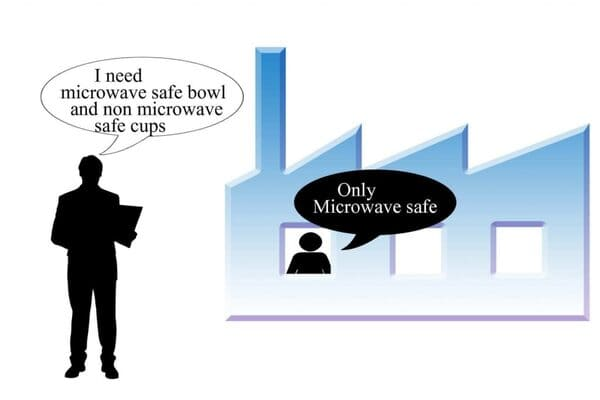 I need
microwave safe bowl
and non microwave
safe cups
Only
Microwave safe